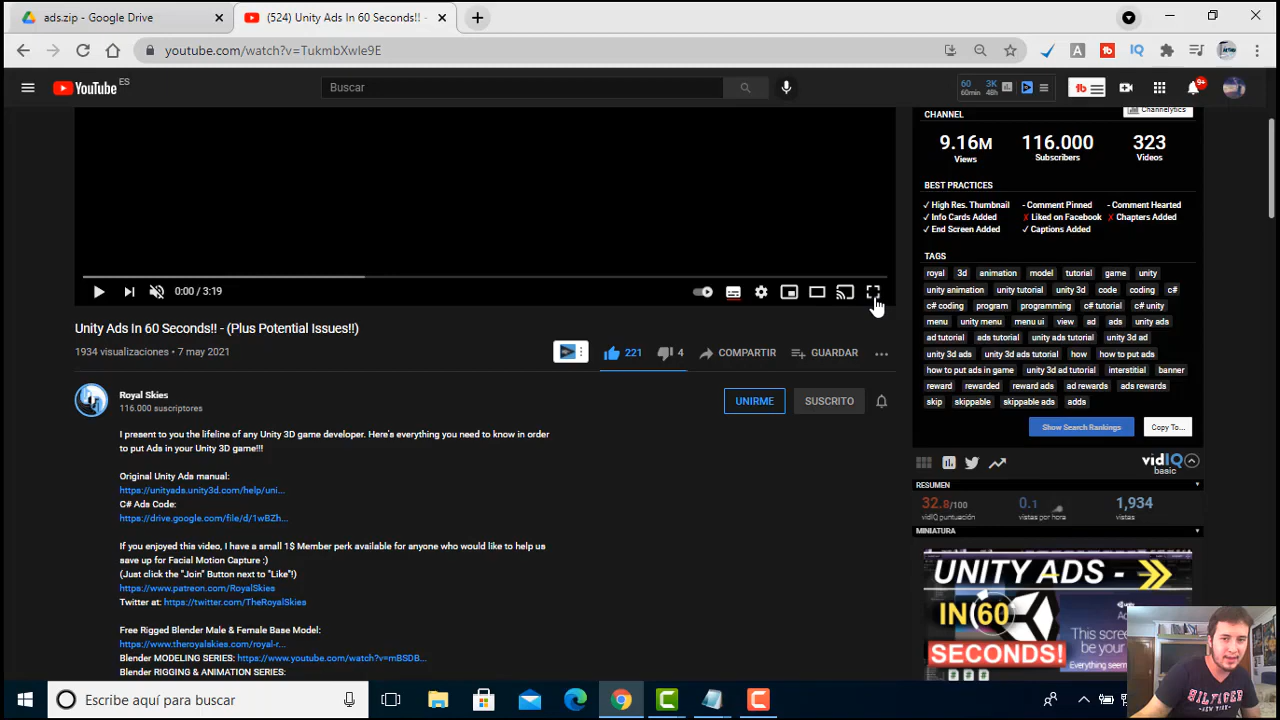 ads.zip - Google Drive
(524) Unity Ads In 60 Seconds!! -
youtube.com/watch?v=TukmbXwle9E
YouTube ES
Buscar
60 60min 3K 48h
9+
CHANNEL
Channelytics
9.16M 116.000 323
Views Subscribers Videos
BEST PRACTICES
✓ High Res. Thumbnail - Comment Pinned - Comment Hearted
✓ Info Cards Added ✗ Liked on Facebook ✗ Chapters Added
✓ End Screen Added ✓ Captions Added
TAGS
royal 3d animation model tutorial game unity
unity animation unity tutorial unity 3d code coding c#
c# coding program programming c# tutorial c# unity
menu unity menu menu ui view ad ads unity ads
ad tutorial ads tutorial unity ads tutorial unity 3d ad
unity 3d ads unity 3d ads tutorial how how to put ads
how to put ads in game unity 3d ad tutorial interstitial banner
reward rewarded reward ads ad rewards ads rewards
skip skippable skippable ads adds
Show Search Rankings Copy To...
vidIQ
basic
RESUMEN
32.8/100 0.1 1,934
vidIQ puntuación vistas por hora vistas
MINIATURA
UNITY ADS -
IN 60
SECONDS!
This screen
be your
Everything seem
###
0:00 / 3:19
Unity Ads In 60 Seconds!! - (Plus Potential Issues!!)
1934 visualizaciones • 7 may 2021
221 4 COMPARTIR GUARDAR
Royal Skies
116.000 suscriptores
UNIRME SUSCRITO
I present to you the lifeline of any Unity 3D game developer. Here's everything you need to know in order
to put Ads in your Unity 3D game!!!
Original Unity Ads manual:
https://unityads.unity3d.com/help/uni...
C# Ads Code:
https://drive.google.com/file/d/1wBZh...
If you enjoyed this video, I have a small 1$ Member perk available for anyone who would like to help us
save up for Facial Motion Capture :)
(Just click the "Join" Button next to "Like"!)
https://www.patreon.com/RoyalSkies
Twitter at: https://twitter.com/TheRoyalSkies
Free Rigged Blender Male & Female Base Model:
https://www.theroyalskies.com/royal-r...
Blender MODELING SERIES: https://www.youtube.com/watch?v=mBSDB...
Blender RIGGING & ANIMATION SERIES:
HILFIGER
NEW YORK
Escribe aquí para buscar